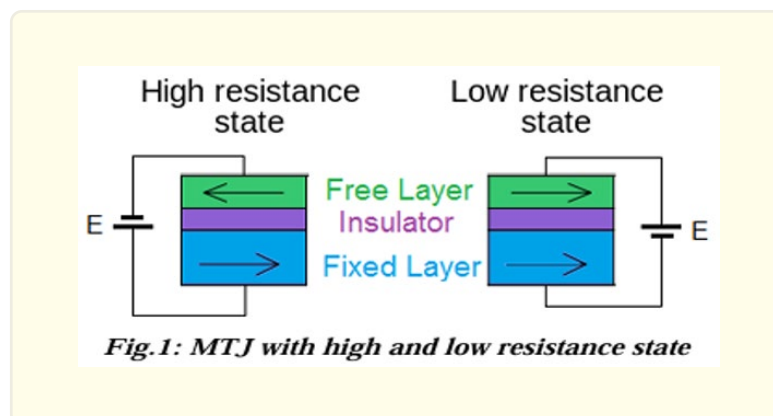 High resistance
state
Low resistance
state
Free Layer
Insulator
Fixed Layer
E
E
Fig.1: MTJ with high and low resistance state